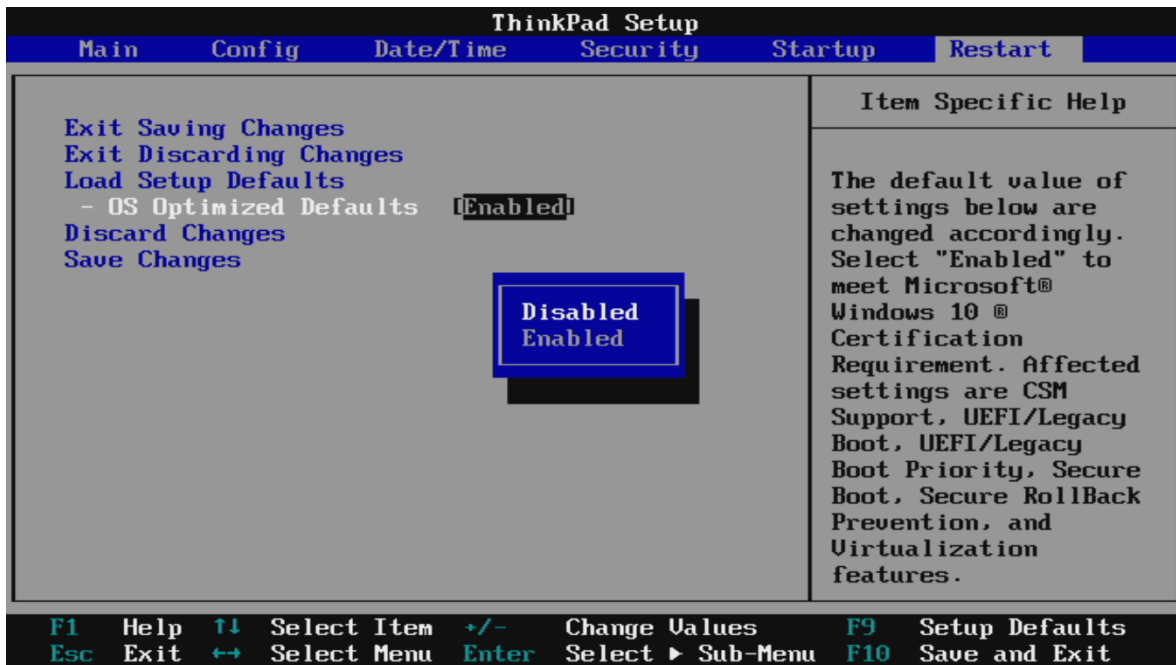 ThinkPad Setup
Main Config Date/Time Security Startup Restart
Exit Saving Changes
Exit Discarding Changes
Load Setup Defaults
- OS Optimized Defaults [Enabled]
Discard Changes
Save Changes
Disabled
Enabled
Item Specific Help
The default value of
settings below are
changed accordingly.
Select "Enabled" to
meet Microsoft®
Windows 10 ®
Certification
Requirement. Affected
settings are CSM
Support, UEFI/Legacy
Boot, UEFI/Legacy
Boot Priority, Secure
Boot, Secure RollBack
Prevention, and
Virtualization
features.
F1 Help ↑↓ Select Item +/- Change Values F9 Setup Defaults
Esc Exit ←→ Select Menu Enter Select ▶ Sub-Menu F10 Save and Exit